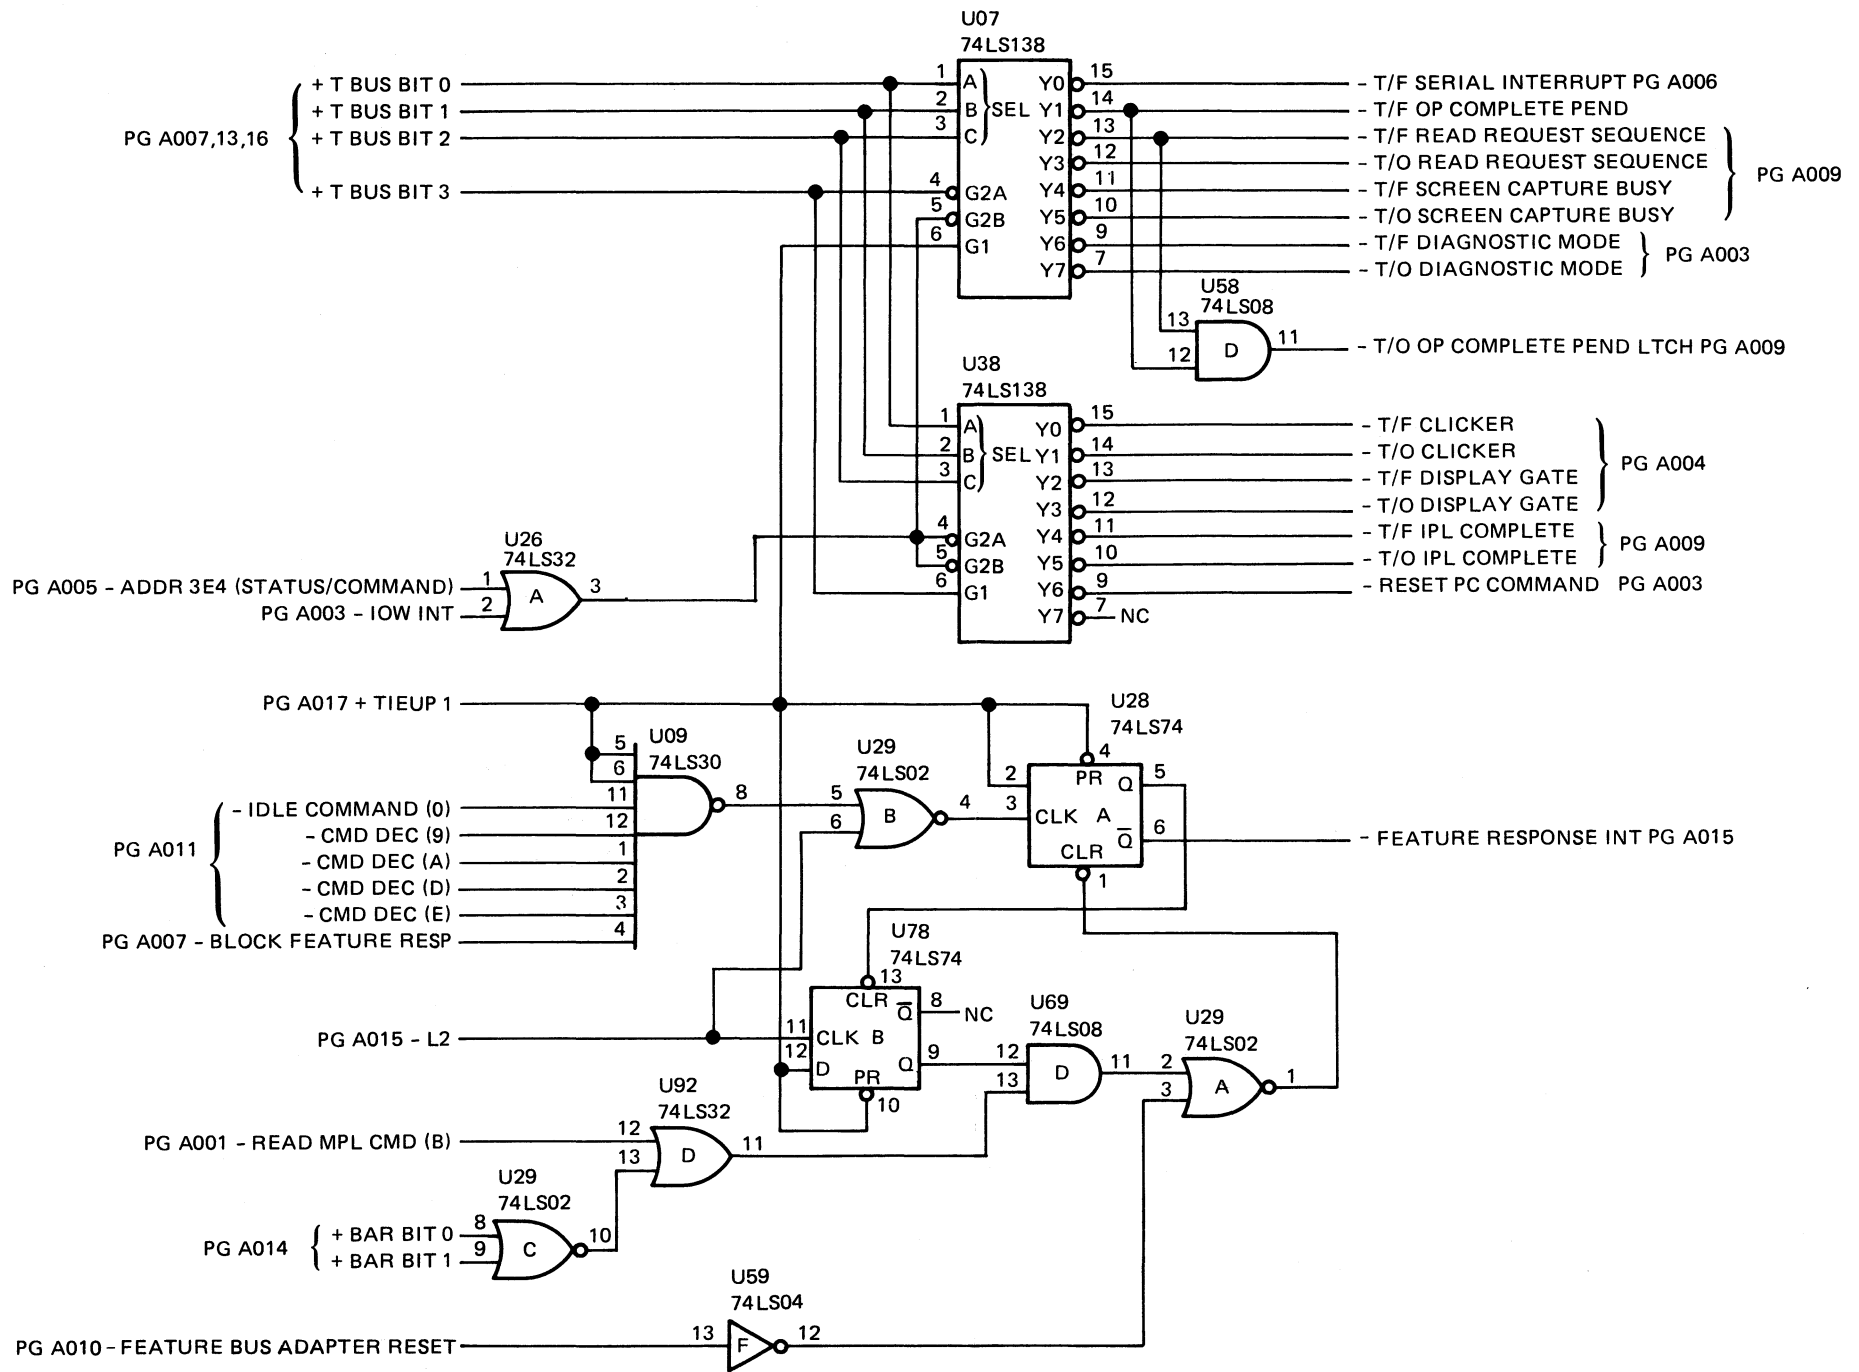 U07
74LS138
+ T BUS BIT 0
+ T BUS BIT 1
+ T BUS BIT 2
+ T BUS BIT 3
PG A007,13,16
1 A
2 B
3 C
SEL
4 G2A
5 G2B
6 G1
Y0 15 - T/F SERIAL INTERRUPT PG A006
Y1 14 - T/F OP COMPLETE PEND
Y2 13 - T/F READ REQUEST SEQUENCE
Y3 12 - T/O READ REQUEST SEQUENCE
Y4 11 - T/F SCREEN CAPTURE BUSY
Y5 10 - T/O SCREEN CAPTURE BUSY
PG A009
Y6 9 - T/F DIAGNOSTIC MODE
Y7 7 - T/O DIAGNOSTIC MODE
PG A003
U58
74LS08
13
12
D
11
- T/O OP COMPLETE PEND LTCH PG A009
U38
74LS138
1 A
2 B
3 C
SEL
4 G2A
5 G2B
6 G1
Y0 15 - T/F CLICKER
Y1 14 - T/O CLICKER
Y2 13 - T/F DISPLAY GATE
Y3 12 - T/O DISPLAY GATE
PG A004
Y4 11 - T/F IPL COMPLETE
Y5 10 - T/O IPL COMPLETE
PG A009
Y6 9 - RESET PC COMMAND PG A003
Y7 7 NC
U26
74LS32
PG A005 - ADDR 3E4 (STATUS/COMMAND) 1
PG A003 - IOW INT 2
A
3
PG A017 + TIEUP 1
U09
74LS30
5
6
- IDLE COMMAND (0) 11
- CMD DEC (9) 12
- CMD DEC (A) 1
- CMD DEC (D) 2
- CMD DEC (E) 3
PG A011
PG A007 - BLOCK FEATURE RESP 4
8
U29
74LS02
5
6
B
4
U28
74LS74
4
PR
2
3 CLK A
Q 5
Q̅ 6
CLR
1
- FEATURE RESPONSE INT PG A015
U78
74LS74
13
CLR
Q̅ 8 NC
PG A015 - L2
11 CLK B
12 D
Q 9
PR
10
U69
74LS08
12
13
D
11
U29
74LS02
2
3
A
1
U92
74LS32
PG A001 - READ MPL CMD (B) 12
13
D
11
U29
74LS02
PG A014
+ BAR BIT 0 8
+ BAR BIT 1 9
C
10
U59
74LS04
PG A010 - FEATURE BUS ADAPTER RESET 13
F
12